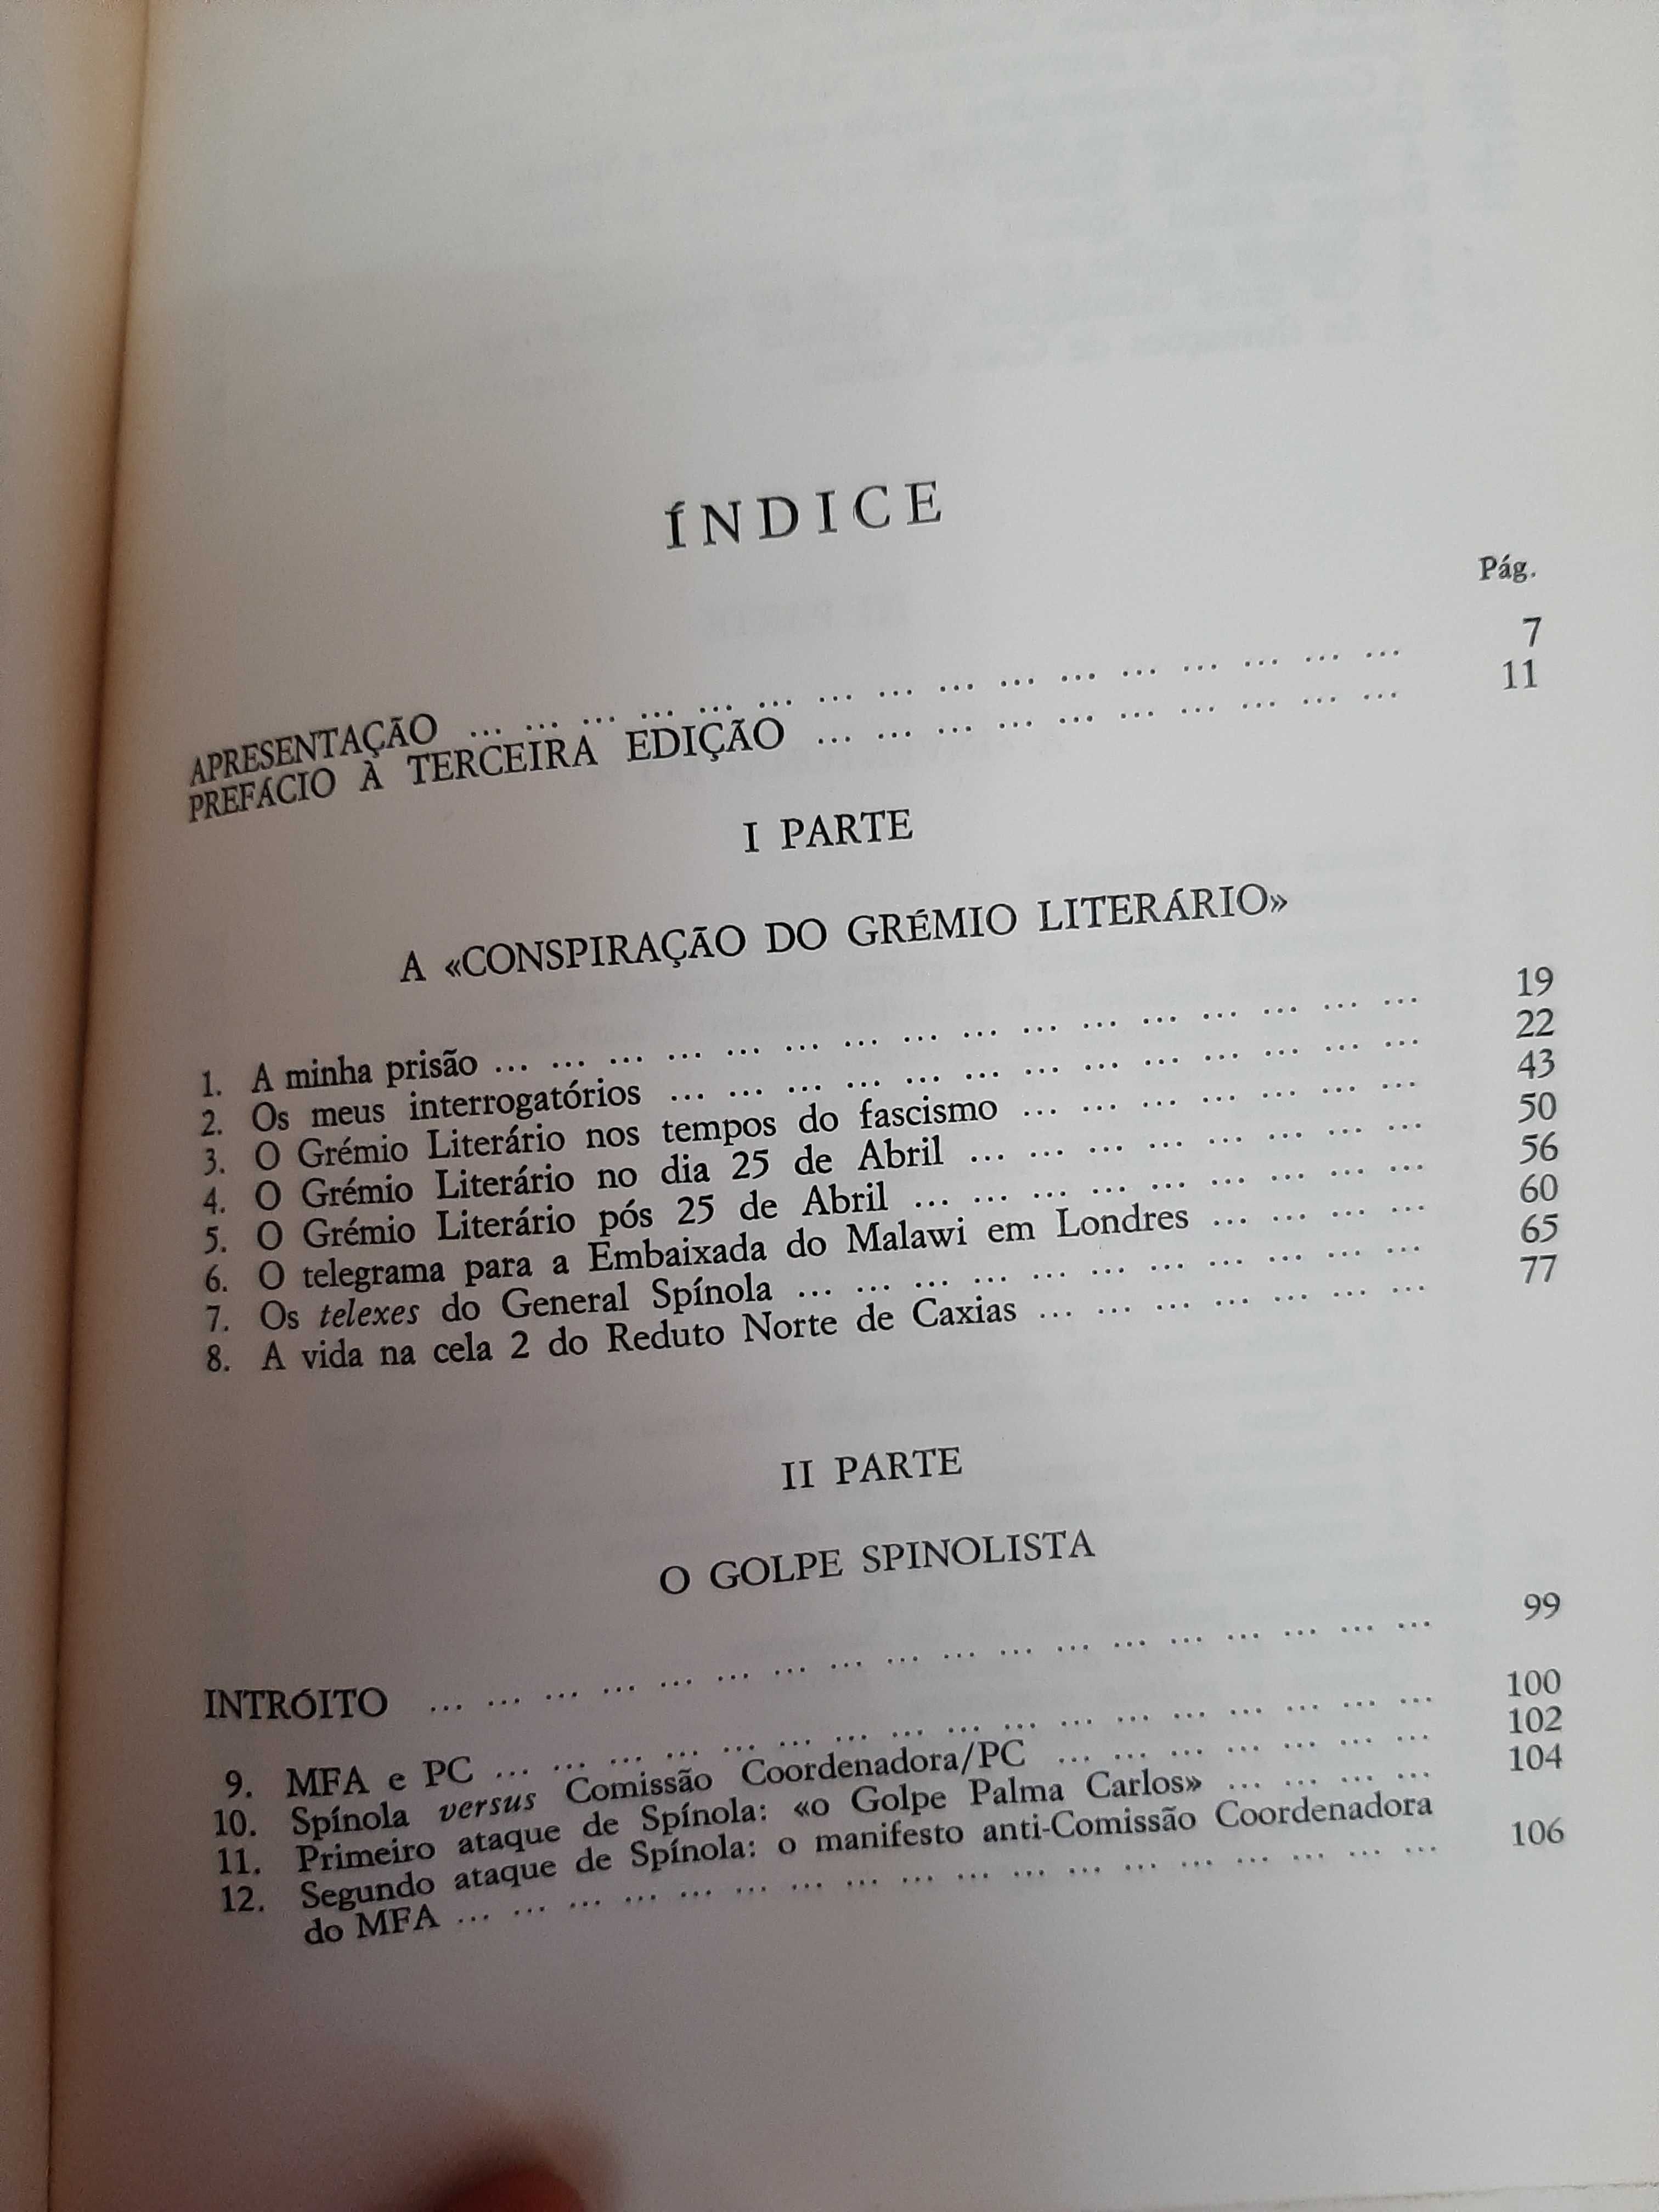 ÍNDICE
Pág.
APRESENTAÇÃO ... ... ... ... ... ... ... ... ... ... ... ... ... ... ... ... 7
PREFÁCIO À TERCEIRA EDIÇÃO ... ... ... ... ... ... ... ... ... ... 11
I PARTE
A «CONSPIRAÇÃO DO GRÉMIO LITERÁRIO»
1. A minha prisão ... ... ... ... ... ... ... ... ... ... ... ... ... ... ... ... 19
2. Os meus interrogatórios ... ... ... ... ... ... ... ... ... ... ... ... ... 22
3. O Grémio Literário nos tempos do fascismo ... ... ... ... ... ... ... 43
4. O Grémio Literário no dia 25 de Abril ... ... ... ... ... ... ... ... 50
5. O Grémio Literário pós 25 de Abril ... ... ... ... ... ... ... ... ... 56
6. O telegrama para a Embaixada do Malawi em Londres ... ... ... ... 60
7. Os telexes do General Spínola ... ... ... ... ... ... ... ... ... ... ... 65
8. A vida na cela 2 do Reduto Norte de Caxias ... ... ... ... ... ... ... 77
II PARTE
O GOLPE SPINOLISTA
INTRÓITO ... ... ... ... ... ... ... ... ... ... ... ... ... ... ... ... ... ... 99
9. MFA e PC ... ... ... ... ... ... ... ... ... ... ... ... ... ... ... ... ... 100
10. Spínola versus Comissão Coordenadora/PC ... ... ... ... ... ... ... 102
11. Primeiro ataque de Spínola: «o Golpe Palma Carlos» ... ... ... ... 104
12. Segundo ataque de Spínola: o manifesto anti-Comissão Coordenadora
do MFA ... ... ... ... ... ... ... ... ... ... ... ... ... ... ... ... ... ... 106